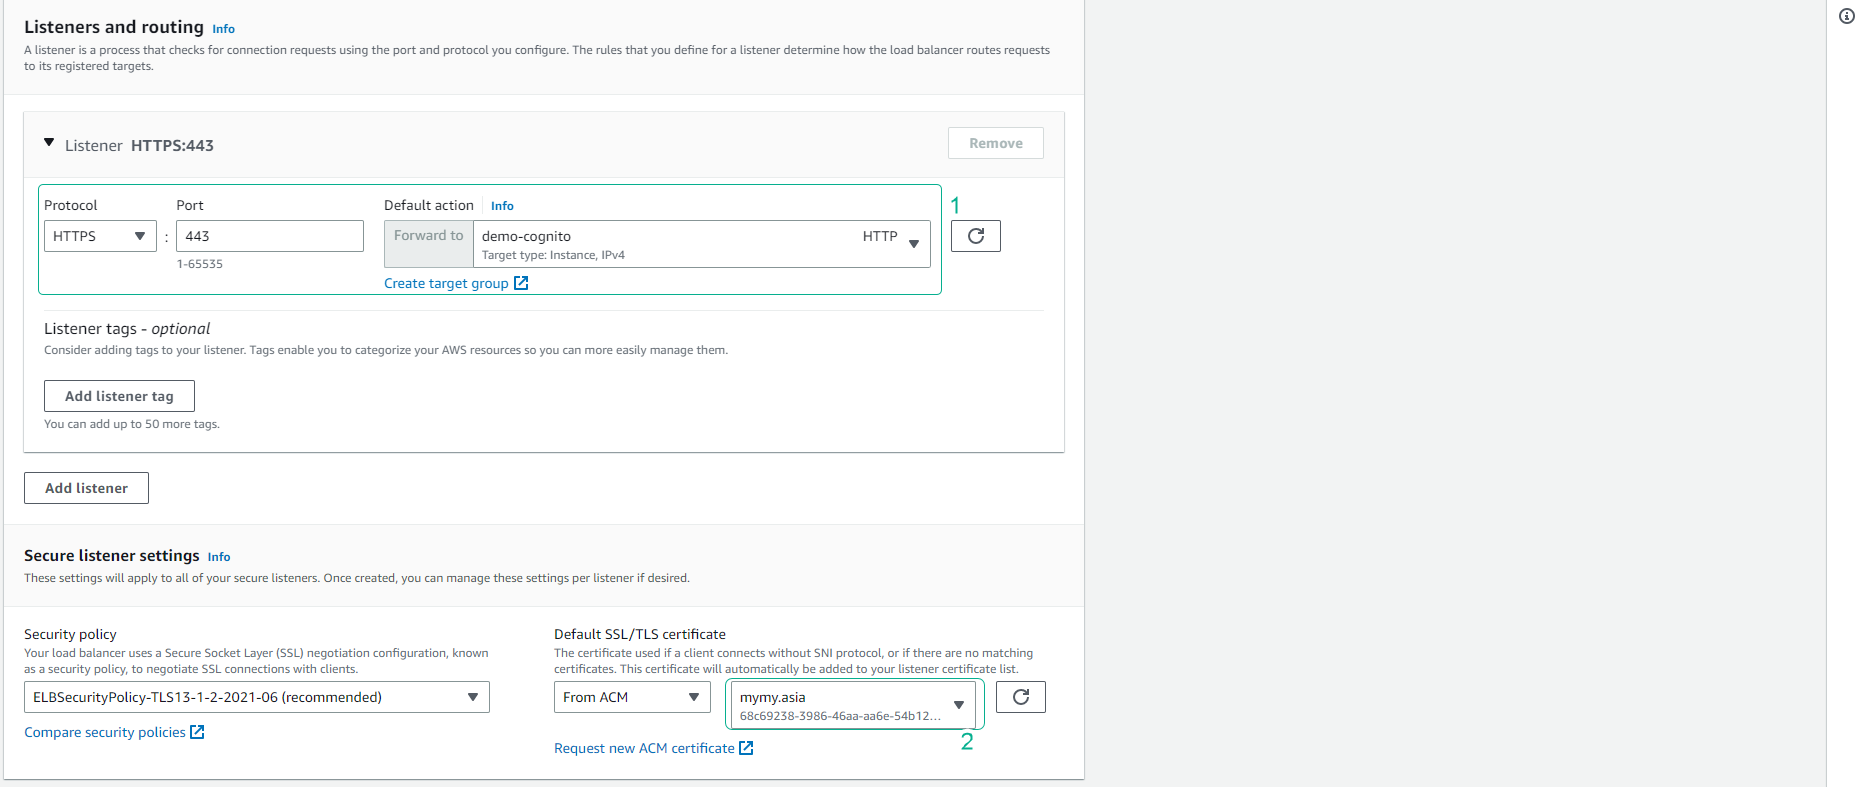 Listeners and routing Info
A listener is a process that checks for connection requests using the port and protocol you configure. The rules that you define for a listener determine how the load balancer routes requests
to its registered targets.
Listener HTTPS:443
Remove
Protocol
Port
Default action Info
1
HTTPS
:
443
Forward to
demo-cognito
HTTP
Target type: Instance, IPv4
1-65535
Create target group
Listener tags - optional
Consider adding tags to your listener. Tags enable you to categorize your AWS resources so you can more easily manage them.
Add listener tag
You can add up to 50 more tags.
Add listener
Secure listener settings Info
These settings will apply to all of your secure listeners. Once created, you can manage these settings per listener if desired.
Security policy
Your load balancer uses a Secure Socket Layer (SSL) negotiation configuration, known
as a security policy, to negotiate SSL connections with clients.
ELBSecurityPolicy-TLS13-1-2-2021-06 (recommended)
Compare security policies
Default SSL/TLS certificate
The certificate used if a client connects without SNI protocol, or if there are no matching
certificates. This certificate will automatically be added to your listener certificate list.
From ACM
mymy.asia
68c69238-3986-46aa-aa6e-54b12...
2
Request new ACM certificate